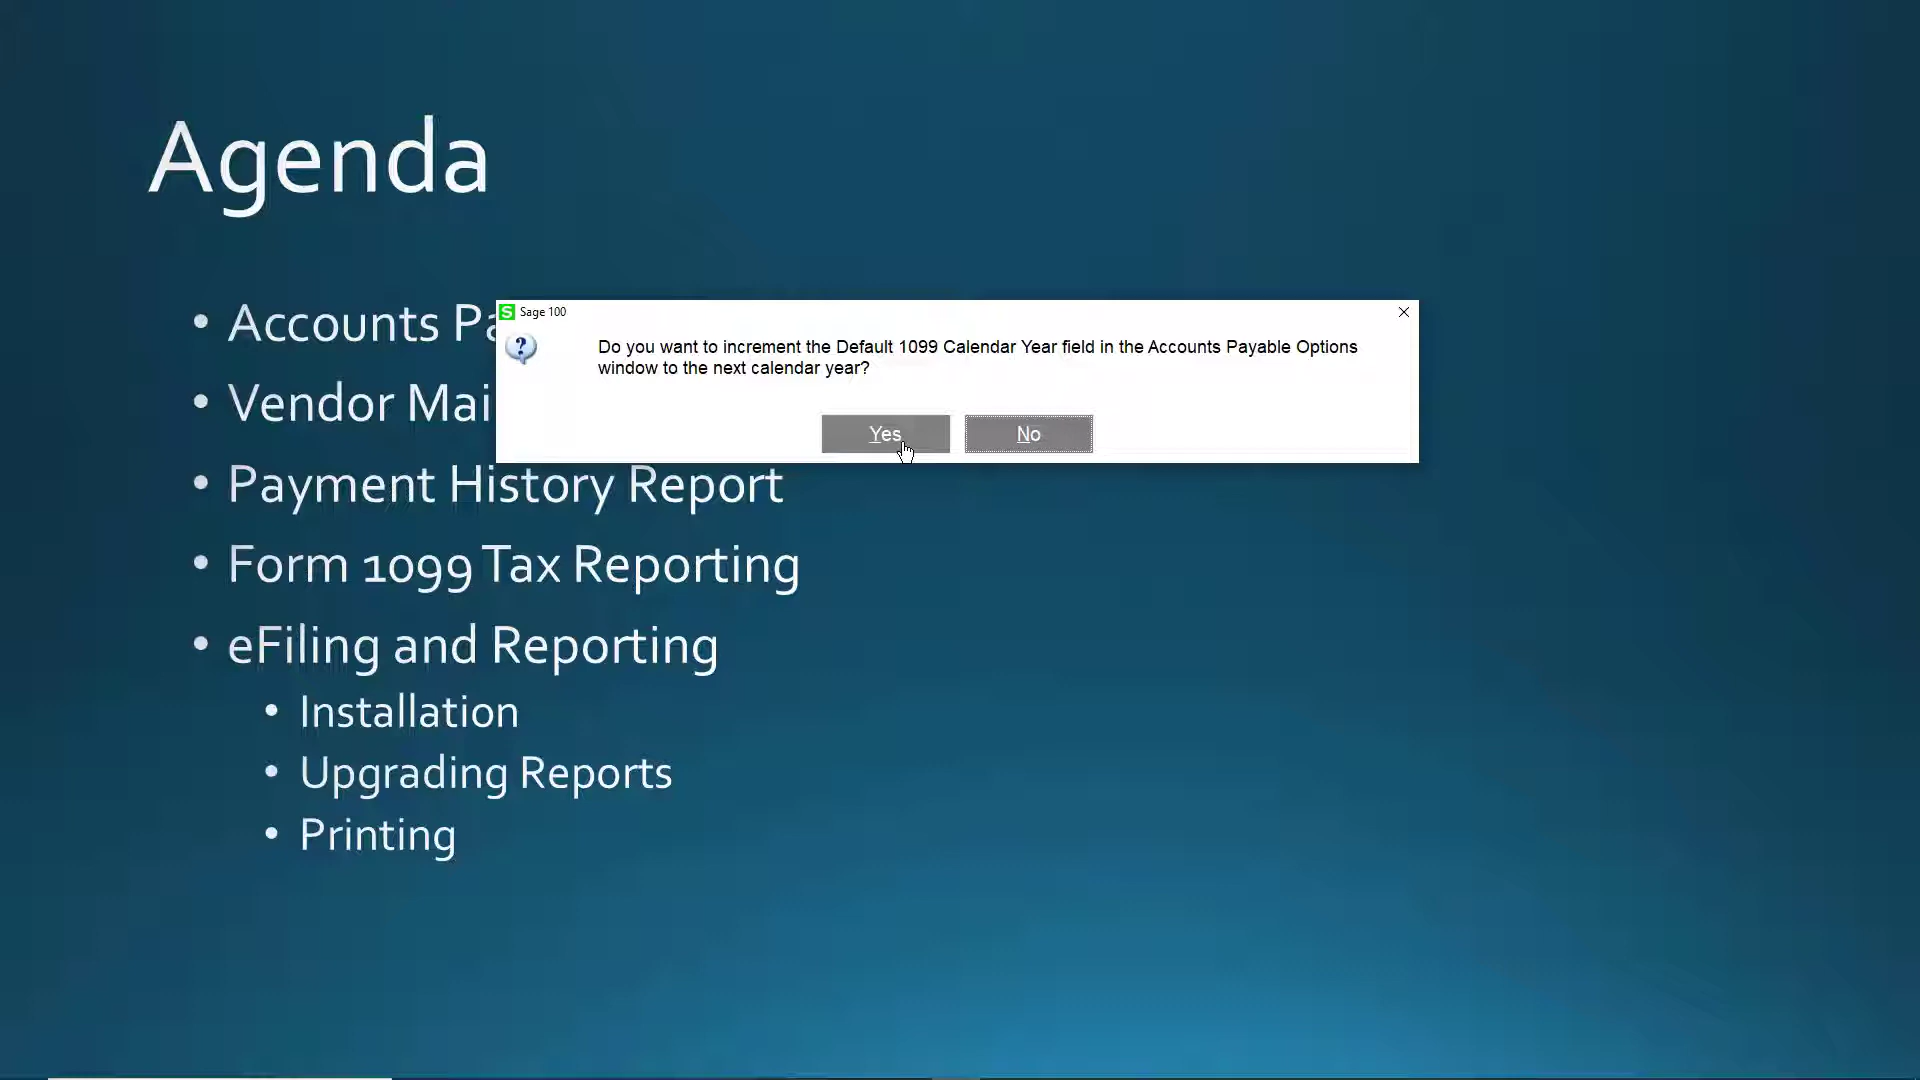 Agenda
• Accounts
Sage 100
Do you want to increment the Default 1099 Calendar Year field in the Accounts Payable Options
window to the next calendar year?
Yes No
• Vendor
• Payment History Report
• Form 1099 Tax Reporting
• eFiling and Reporting
• Installation
• Upgrading Reports
• Printing